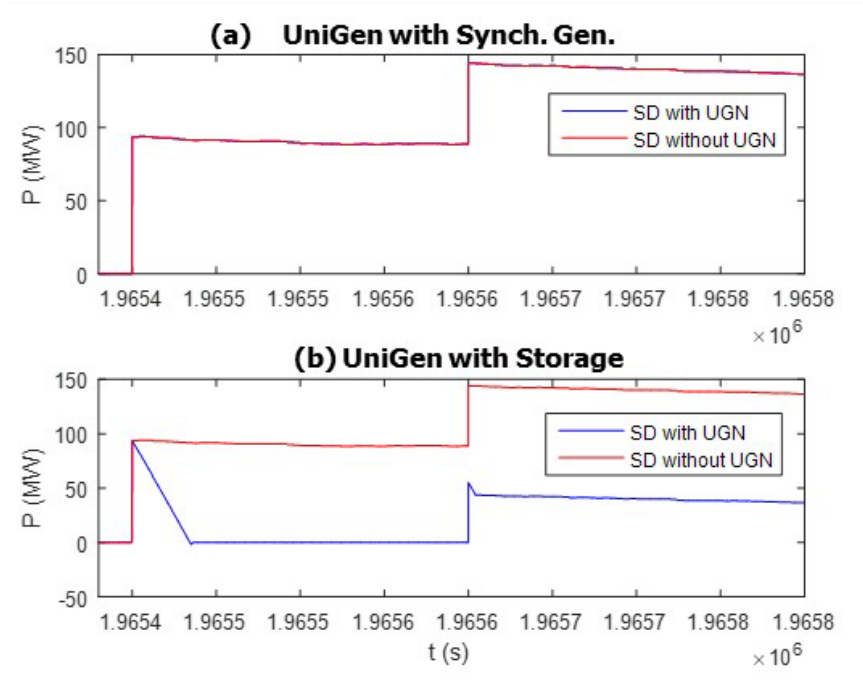 (a) UniGen with Synch. Gen.
150
100
50
0
P (MW)
SD with UGN
SD without UGN
1.9654 1.9655 1.9655 1.9656 1.9656 1.9657 1.9657 1.9658 1.9658
×10⁶
(b) UniGen with Storage
150
100
50
0
-50
P (MW)
SD with UGN
SD without UGN
1.9654 1.9655 1.9655 1.9656 1.9656 1.9657 1.9657 1.9658 1.9658
t (s)
×10⁶